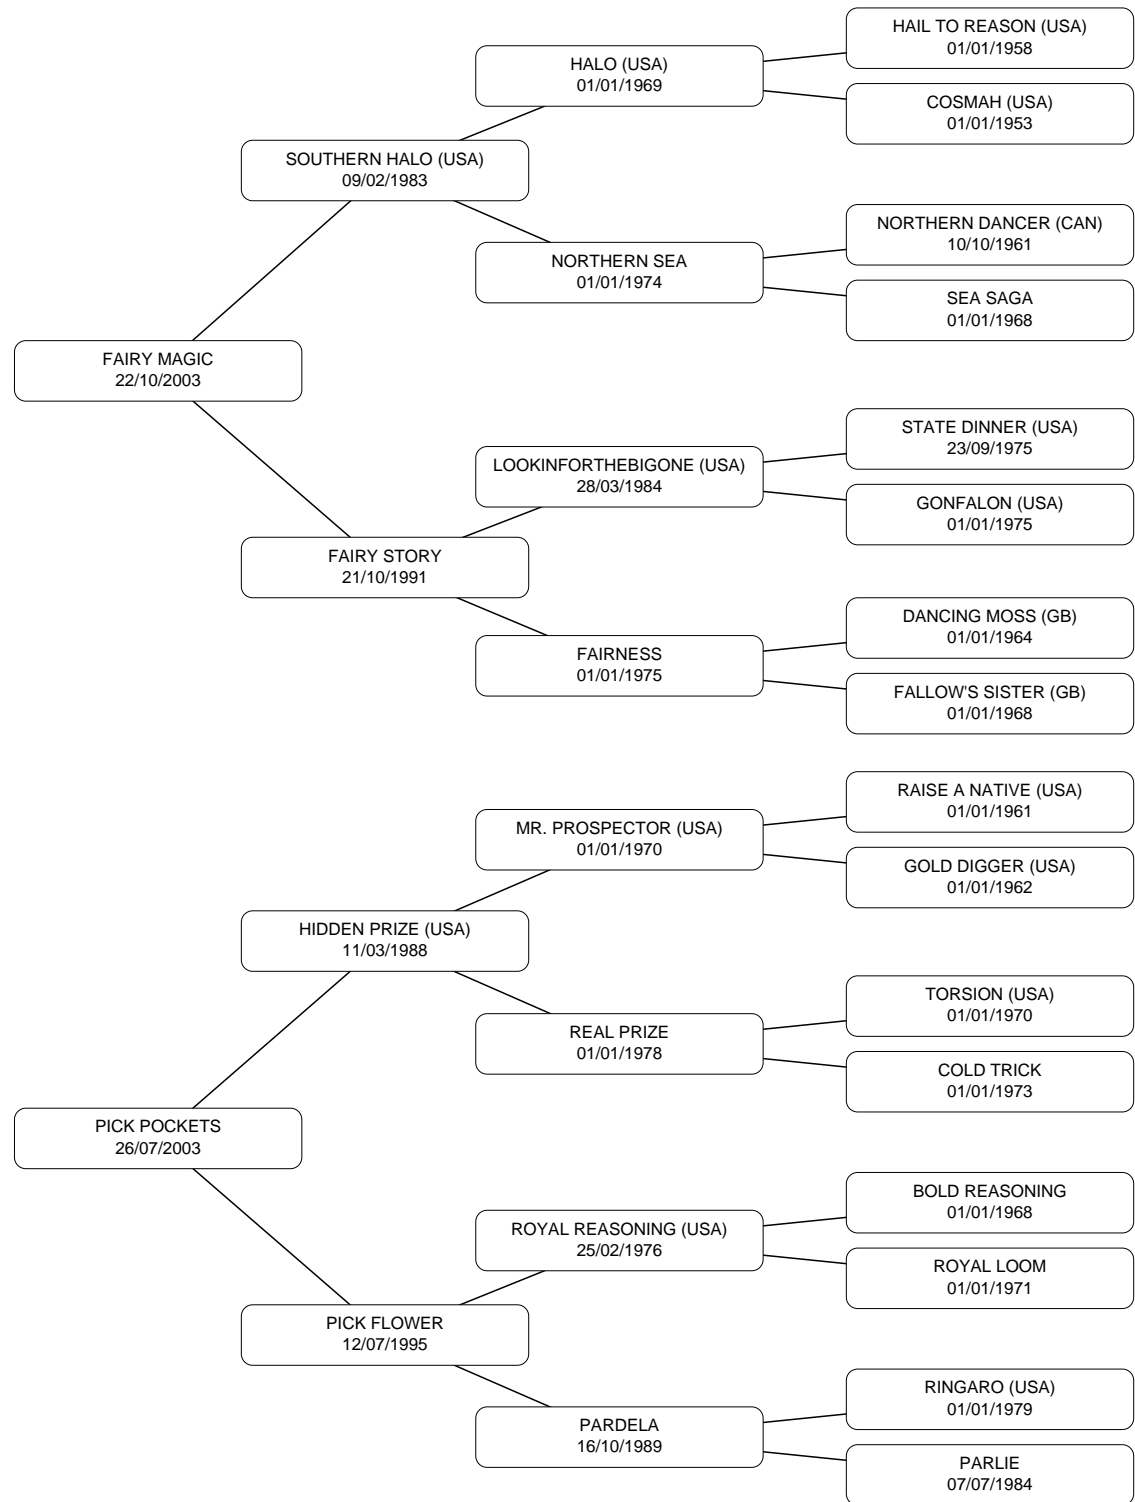 HAIL TO REASON (USA)
01/01/1958
HALO (USA)
01/01/1969
COSMAH (USA)
01/01/1953
SOUTHERN HALO (USA)
09/02/1983
NORTHERN DANCER (CAN)
10/10/1961
NORTHERN SEA
01/01/1974
SEA SAGA
01/01/1968
FAIRY MAGIC
22/10/2003
STATE DINNER (USA)
23/09/1975
LOOKINFORTHEBIGONE (USA)
28/03/1984
GONFALON (USA)
01/01/1975
FAIRY STORY
21/10/1991
DANCING MOSS (GB)
01/01/1964
FAIRNESS
01/01/1975
FALLOW'S SISTER (GB)
01/01/1968
RAISE A NATIVE (USA)
01/01/1961
MR. PROSPECTOR (USA)
01/01/1970
GOLD DIGGER (USA)
01/01/1962
HIDDEN PRIZE (USA)
11/03/1988
TORSION (USA)
01/01/1970
REAL PRIZE
01/01/1978
COLD TRICK
01/01/1973
PICK POCKETS
26/07/2003
BOLD REASONING
01/01/1968
ROYAL REASONING (USA)
25/02/1976
ROYAL LOOM
01/01/1971
PICK FLOWER
12/07/1995
RINGARO (USA)
01/01/1979
PARDELA
16/10/1989
PARLIE
07/07/1984